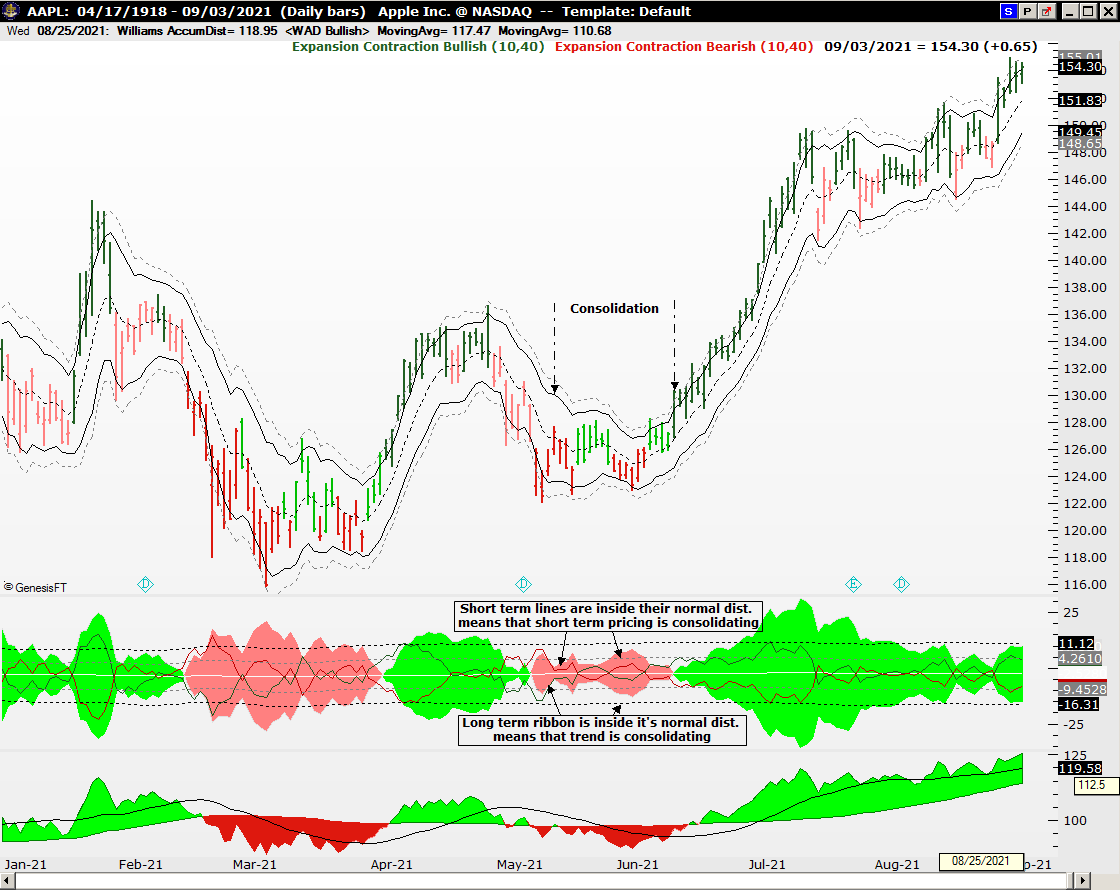 AAPL: 04/17/1918 - 09/03/2021 (Daily bars) Apple Inc. @ NASDAQ -- Template: Default
S P
Wed 08/25/2021: Williams AccumDist= 118.95 <WAD Bullish> MovingAvg= 117.47 MovingAvg= 110.68
Expansion Contraction Bullish (10,40) Expansion Contraction Bearish (10,40) 09/03/2021 = 154.30 (+0.65)
155.01
154.30
151.83
149.45
148.65
148.00
146.00
144.00
142.00
140.00
138.00
136.00
Consolidation
134.00
132.00
130.00
128.00
126.00
124.00
122.00
120.00
118.00
116.00
D D E D
© GenesisFT
Short term lines are inside their normal dist.
means that short term pricing is consolidating
25
11.12
4.2610
-9.4528
-16.31
-25
Long term ribbon is inside it's normal dist.
means that trend is consolidating
125
119.58
112.5
100
Jan-21 Feb-21 Mar-21 Apr-21 May-21 Jun-21 Jul-21 Aug-21 08/25/2021 p-21